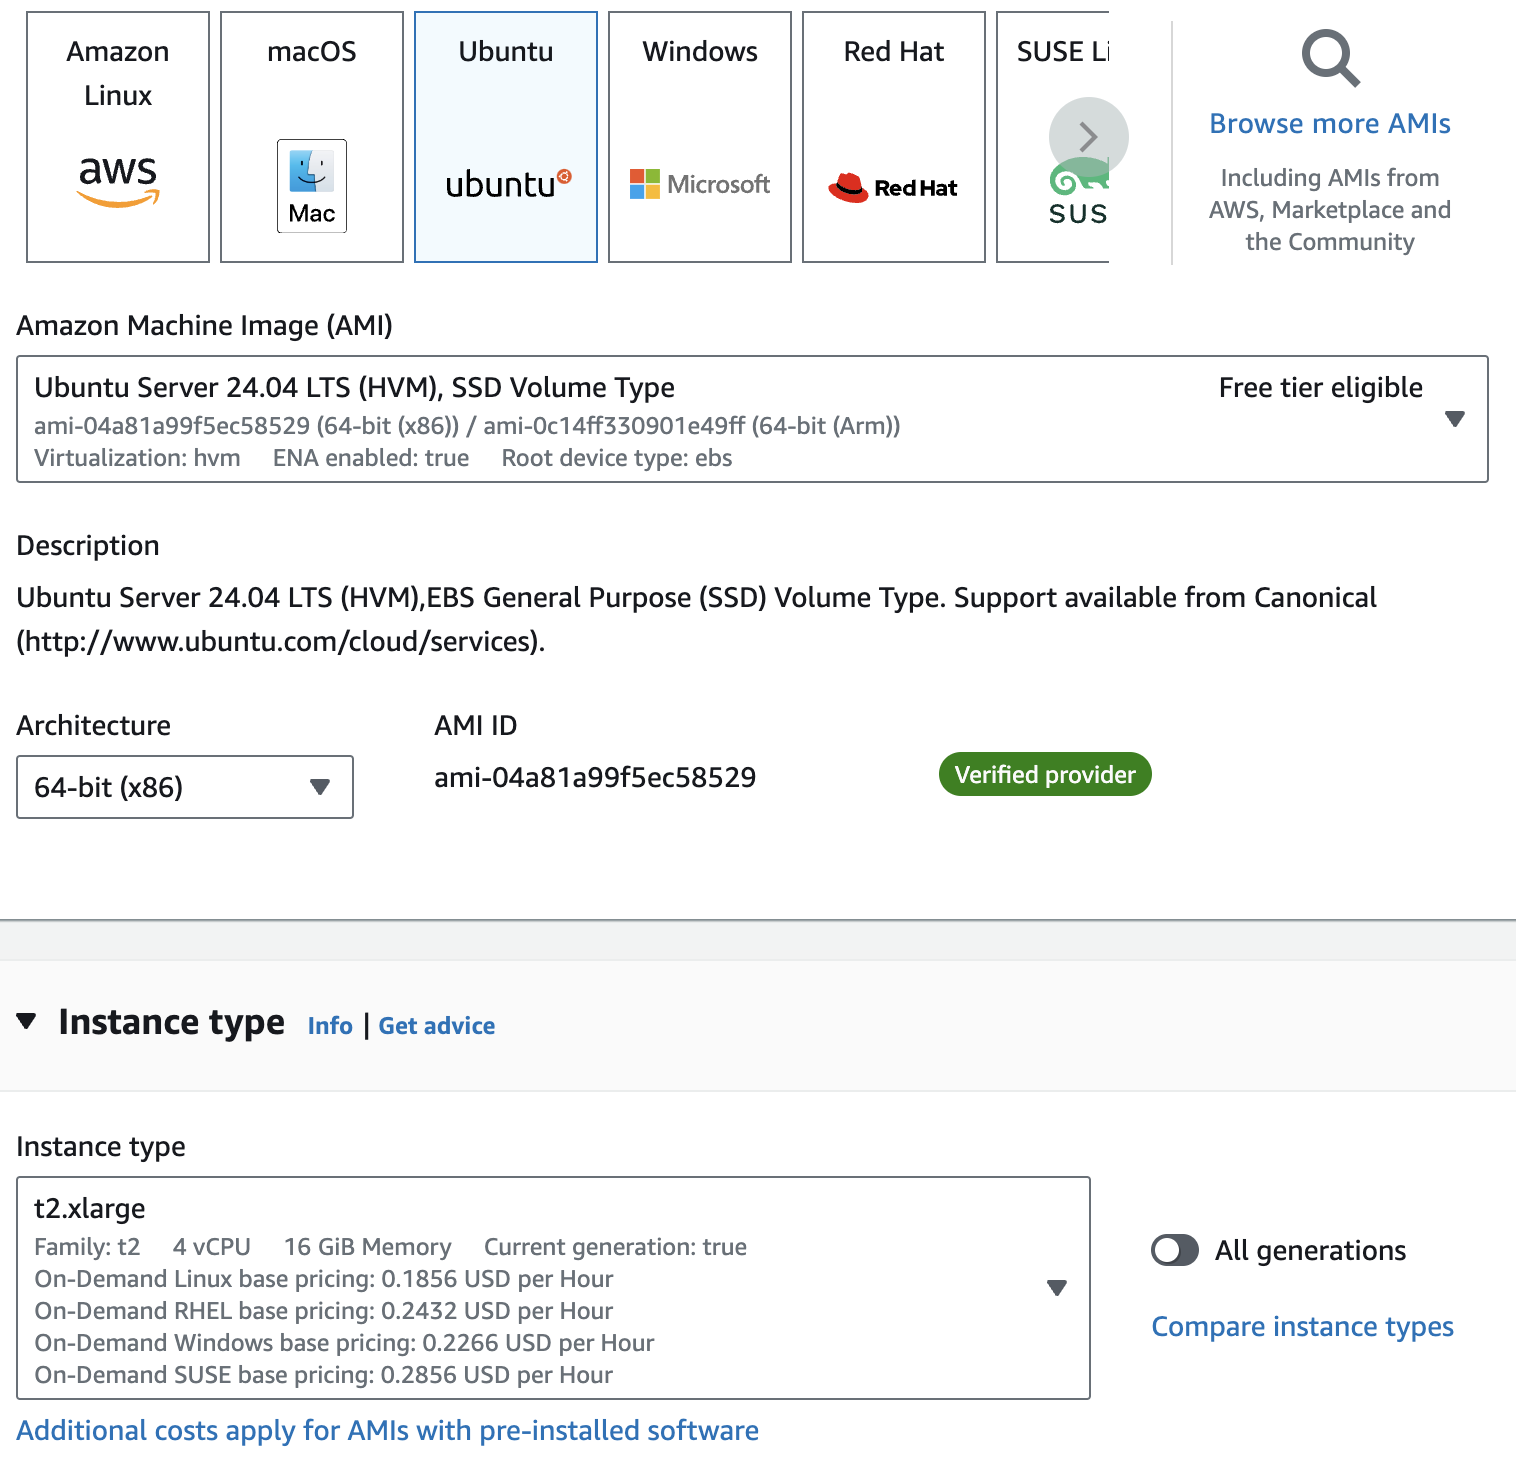 Amazon
Linux
aws
macOS
Mac
Ubuntu
ubuntu
Windows
Microsoft
Red Hat
Red Hat
SUSE Li
SUS
Browse more AMIs
Including AMIs from
AWS, Marketplace and
the Community
Amazon Machine Image (AMI)
Ubuntu Server 24.04 LTS (HVM), SSD Volume Type
Free tier eligible
ami-04a81a99f5ec58529 (64-bit (x86)) / ami-0c14ff330901e49ff (64-bit (Arm))
Virtualization: hvm ENA enabled: true Root device type: ebs
Description
Ubuntu Server 24.04 LTS (HVM),EBS General Purpose (SSD) Volume Type. Support available from Canonical
(http://www.ubuntu.com/cloud/services).
Architecture
64-bit (x86)
AMI ID
ami-04a81a99f5ec58529
Verified provider
Instance type Info | Get advice
Instance type
t2.xlarge
Family: t2 4 vCPU 16 GiB Memory Current generation: true
On-Demand Linux base pricing: 0.1856 USD per Hour
On-Demand RHEL base pricing: 0.2432 USD per Hour
On-Demand Windows base pricing: 0.2266 USD per Hour
On-Demand SUSE base pricing: 0.2856 USD per Hour
All generations
Compare instance types
Additional costs apply for AMIs with pre-installed software